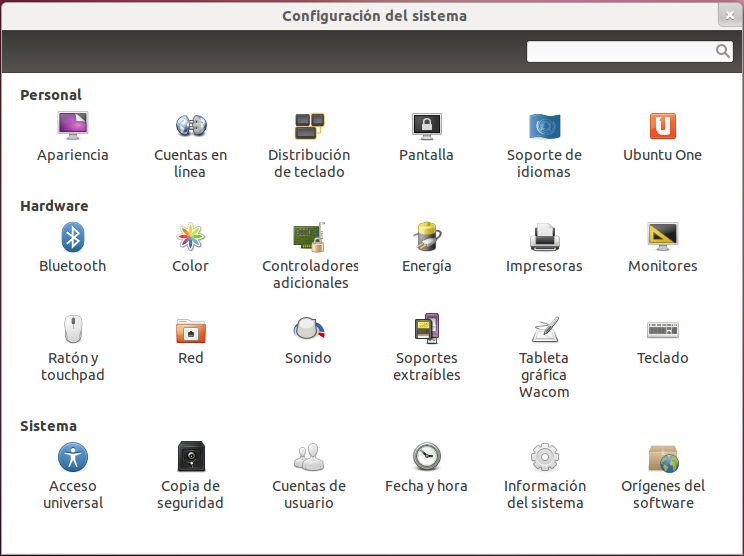 Configuración del sistema
Personal
Apariencia
Cuentas en
línea
Distribución
de teclado
Pantalla
Soporte de
idiomas
Ubuntu One
Hardware
Bluetooth
Color
Controladores
adicionales
Energía
Impresoras
Monitores
Ratón y
touchpad
Red
Sonido
Soportes
extraíbles
Tableta
gráfica
Wacom
Teclado
Sistema
Acceso
universal
Copia de
seguridad
Cuentas de
usuario
Fecha y hora
Información
del sistema
Orígenes del
software